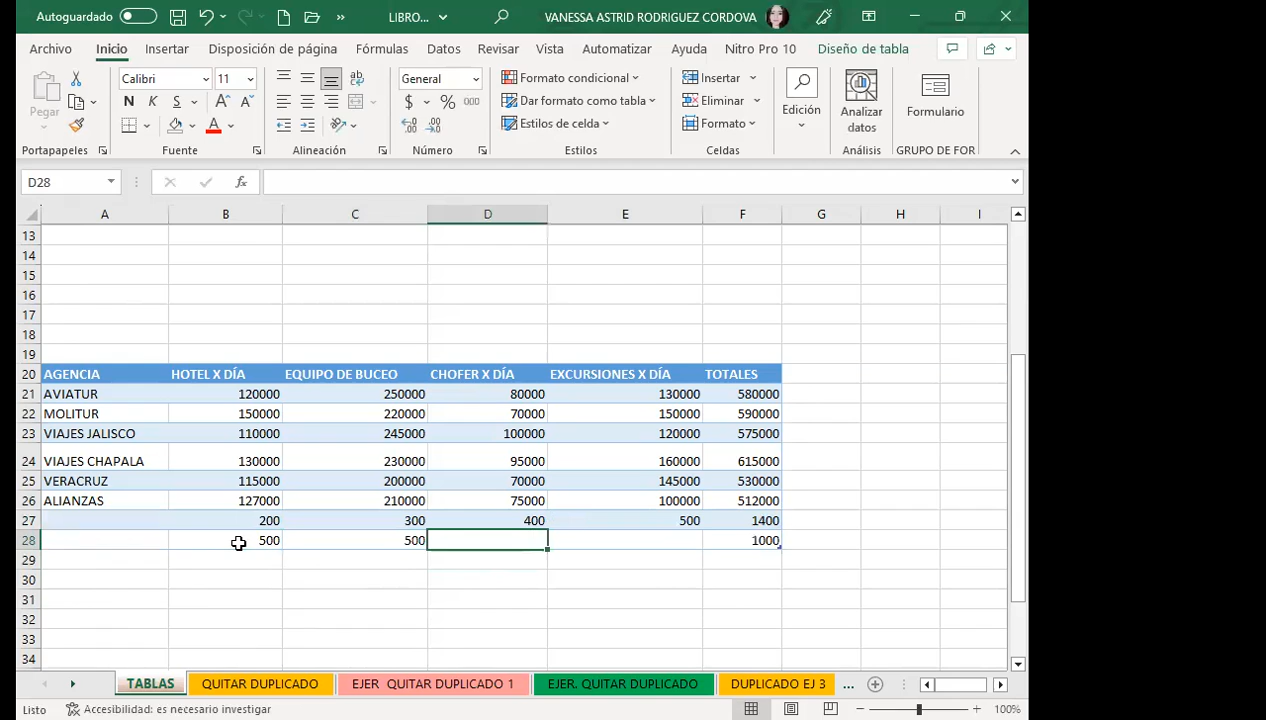 Autoguardado LIBRO... VANESSA ASTRID RODRIGUEZ CORDOVA
Archivo Inicio Insertar Disposición de página Fórmulas Datos Revisar Vista Automatizar Ayuda Nitro Pro 10 Diseño de tabla
Pegar
Calibri 11
N K S
General
$ % 000
Formato condicional
Dar formato como tabla
Estilos de celda
Insertar
Eliminar
Formato
Edición
Analizar datos
Formulario
Portapapeles Fuente Alineación Número Estilos Celdas Análisis GRUPO DE FOR
D28 fx
A B C D E F G H I
13
14
15
16
17
18
19
20 AGENCIA HOTEL X DÍA EQUIPO DE BUCEO CHOFER X DÍA EXCURSIONES X DÍA TOTALES
21 AVIATUR 120000 250000 80000 130000 580000
22 MOLITUR 150000 220000 70000 150000 590000
23 VIAJES JALISCO 110000 245000 100000 120000 575000
24 VIAJES CHAPALA 130000 230000 95000 160000 615000
25 VERACRUZ 115000 200000 70000 145000 530000
26 ALIANZAS 127000 210000 75000 100000 512000
27 200 300 400 500 1400
28 500 500 1000
29
30
31
32
33
34
TABLAS QUITAR DUPLICADO EJER QUITAR DUPLICADO 1 EJER. QUITAR DUPLICADO DUPLICADO EJ 3 ...
Listo Accesibilidad: es necesario investigar 100%